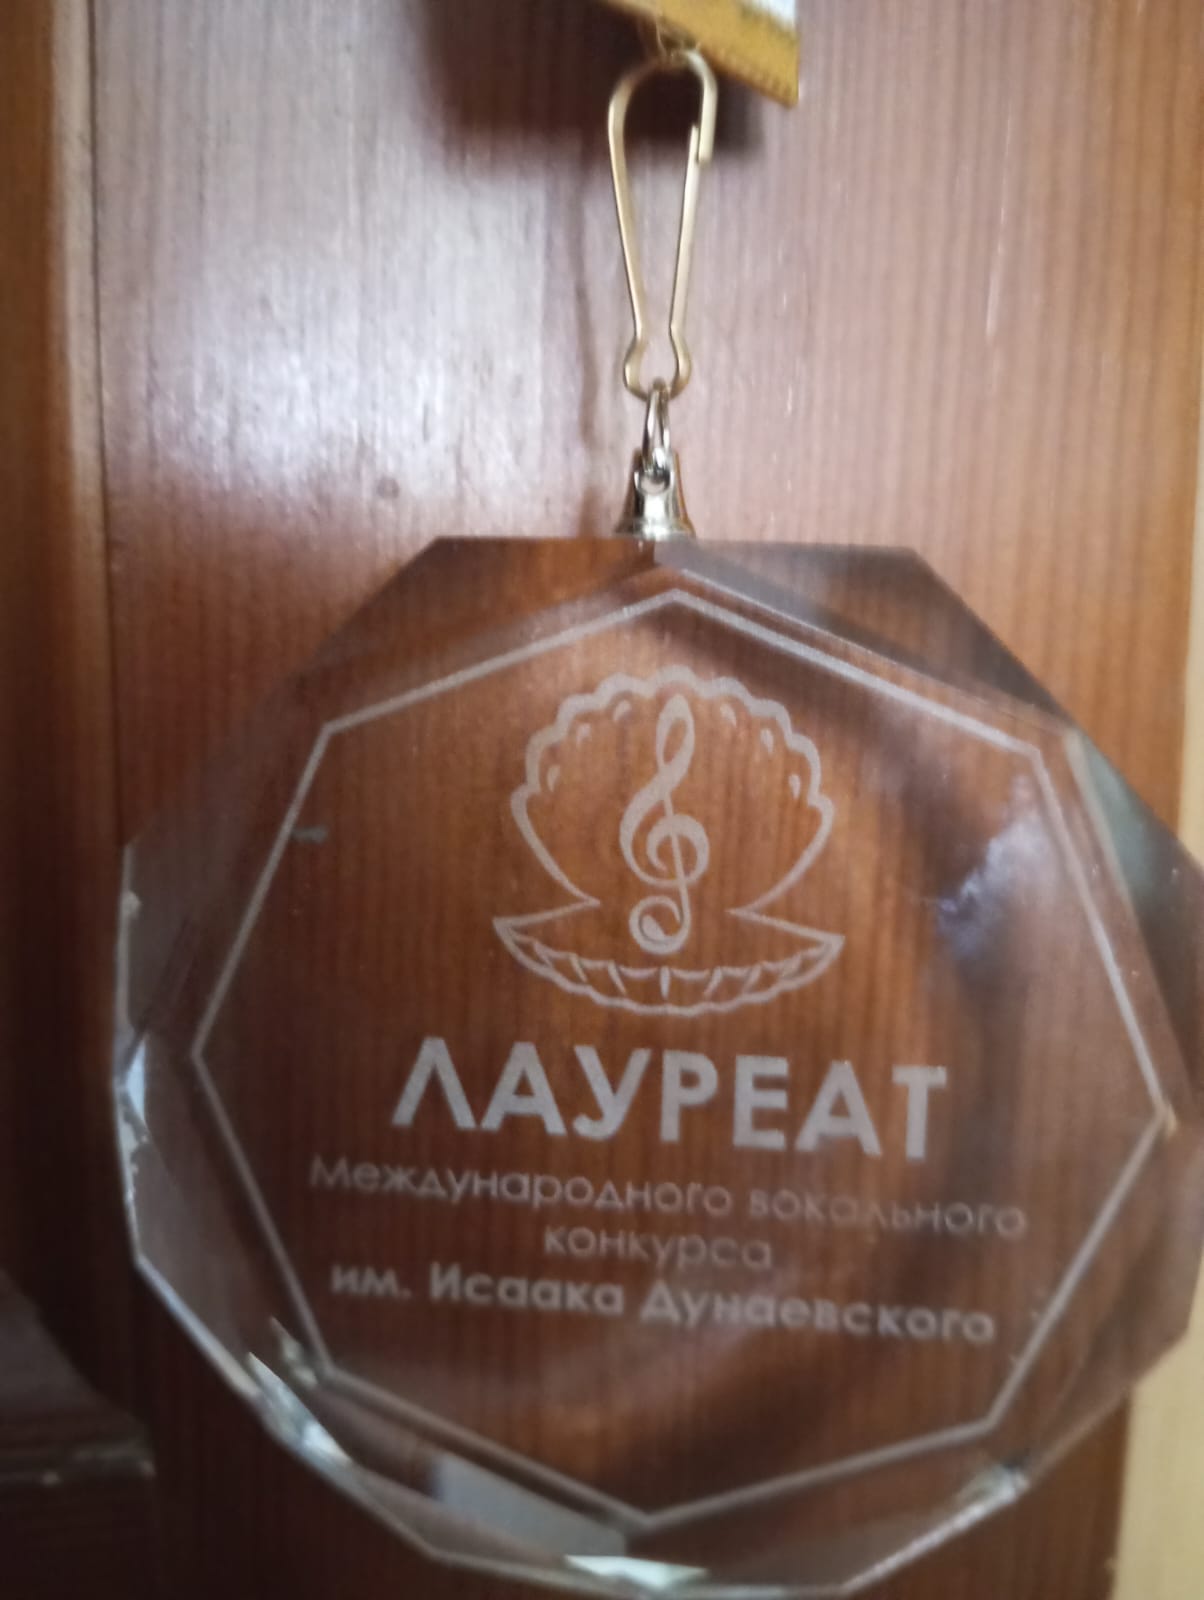 ЛАУРЕАТ
Международного вокального
конкурса
им. Исаака Дунаевского